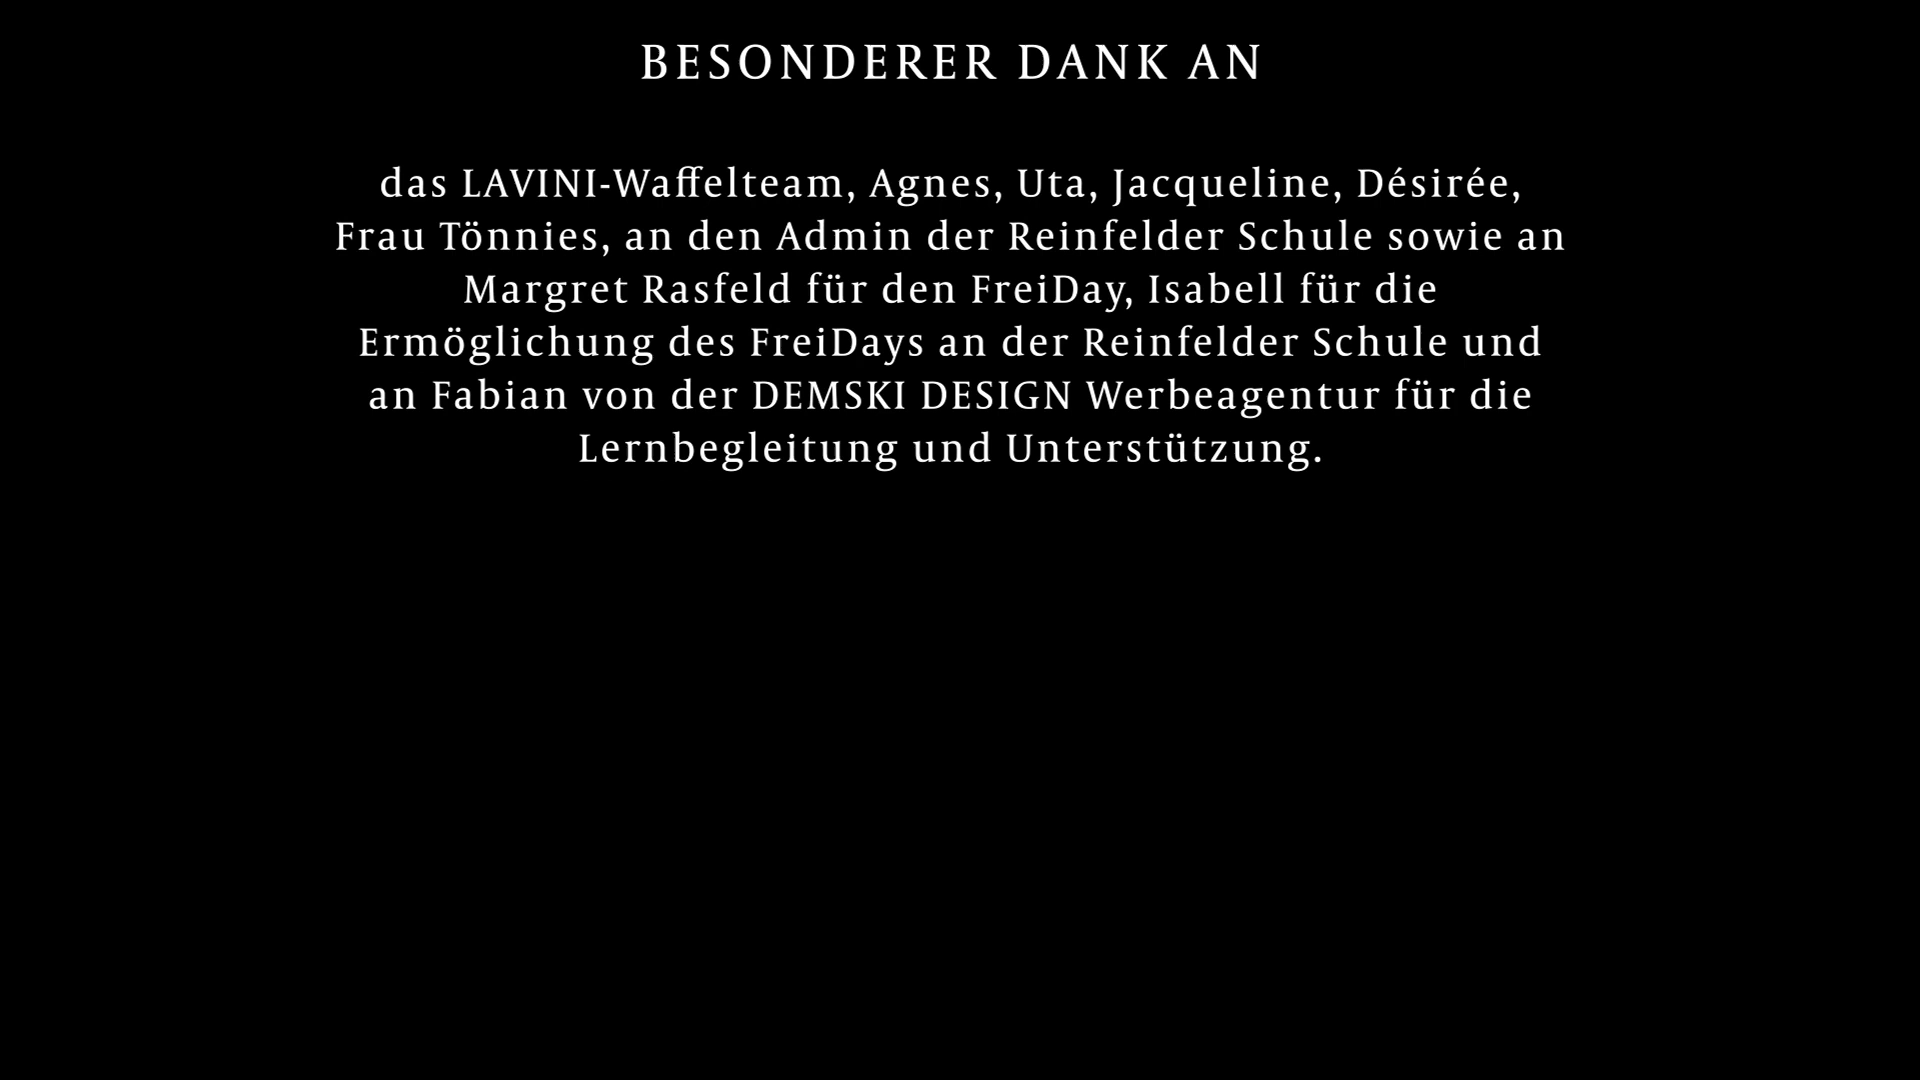 BESONDERER DANK AN
das LAVINI-Waffelteam, Agnes, Uta, Jacqueline, Désirée,
Frau Tönnies, an den Admin der Reinfelder Schule sowie an
Margret Rasfeld für den FreiDay, Isabell für die
Ermöglichung des FreiDays an der Reinfelder Schule und
an Fabian von der DEMSKI DESIGN Werbeagentur für die
Lernbegleitung und Unterstützung.